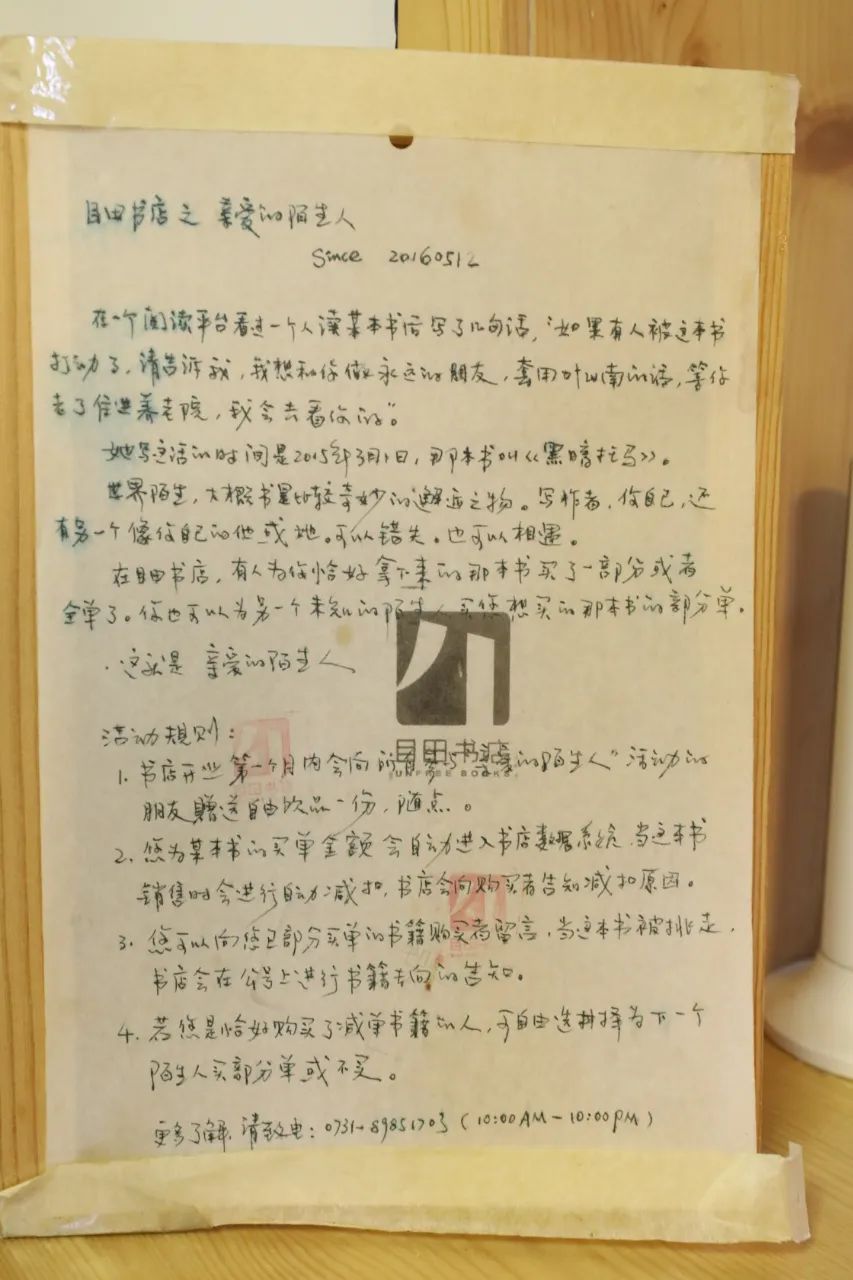 目田书店之 亲爱的陌生人
Since 20160512
在一个阅读平台看过一个人读某本书后写了几句话，“如果有人被这本书
打动了，请告诉我，我想和你做永远的朋友，套用叶山南的话，等你
老了住进养老院，我会去看你的”。
她写这话的时间是2015年3月1日，那本书叫《黑暗托马》。
世界陌生，大概书是比较奇妙的邂逅之物。写作者，你自己，还
有另一个像你自己的他或她。可以错失。也可以相遇。
在目田书店，有人为你恰好拿下来的那本书买了一部分或者
全单了。你也可以为另一个未知的陌生人买您想买的那本书的部分单。
这就是 亲爱的陌生人
活动规则：
1. 书店开业第一个月内会向所有参与“亲爱的陌生人”活动的
朋友赠送自由饮品一份，随点。
目田书店
2. 您为某本书的买单金额会自动进入书店数据系统，当这本书
销售时会进行自动减扣，书店会向购买者告知减扣原因。
3. 您可以向您已部分买单的书籍购买者留言，当这本书被挑走，
书店会在公号上进行书籍去向的告知。
4. 若您是恰好购买了减单书籍的人，可自由选择为下一个
陌生人买部分单或不买。
更多了解，请致电：0731-89851703（10:00AM-10:00PM）